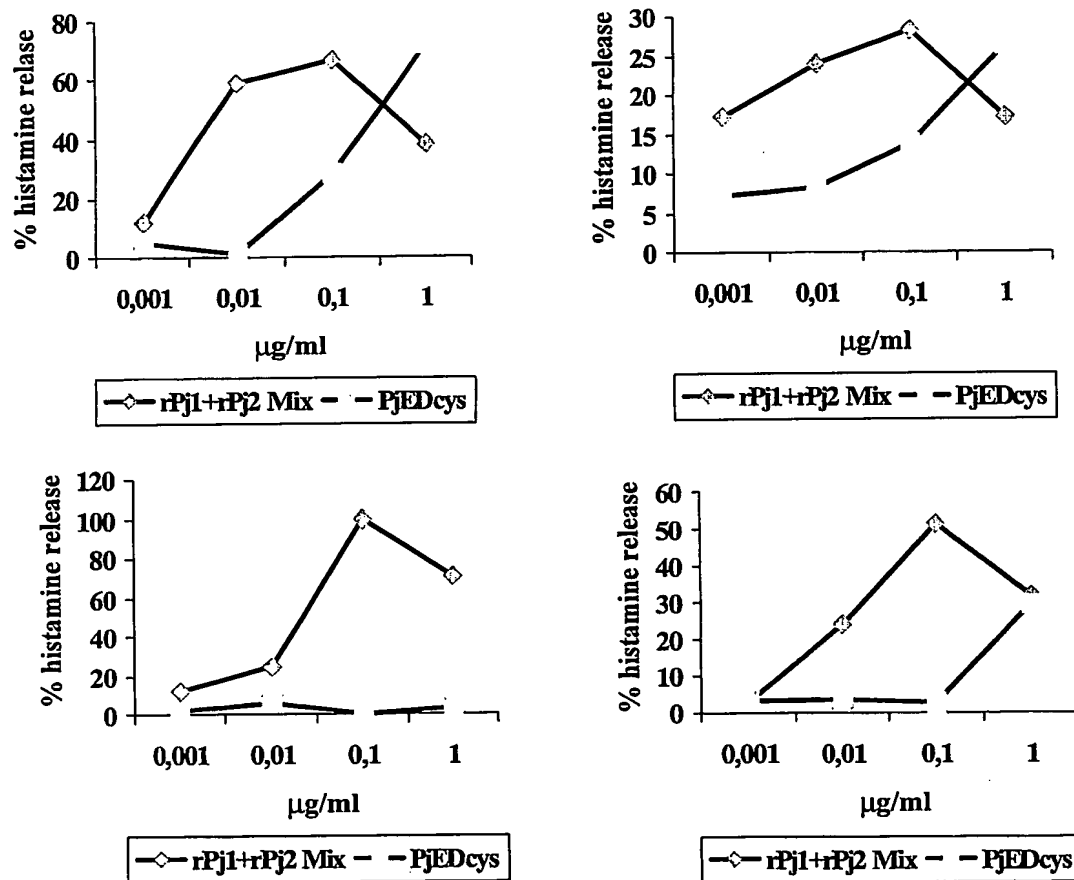 % histamine relase
80
60
40
20
0
0,001 0,01 0,1 1
µg/ml
rPj1+rPj2 Mix PjEDcys
% histamine release
30
25
20
15
10
5
0
0,001 0,01 0,1 1
µg/ml
rPj1+rPj2 Mix PjEDcys
% histamine release
120
100
80
60
40
20
0
0,001 0,01 0,1 1
µg/ml
rPj1+rPj2 Mix PjEDcys
% histamine release
60
50
40
30
20
10
0
0,001 0,01 0,1 1
µg/ml
rPj1+rPj2 Mix PjEDcys